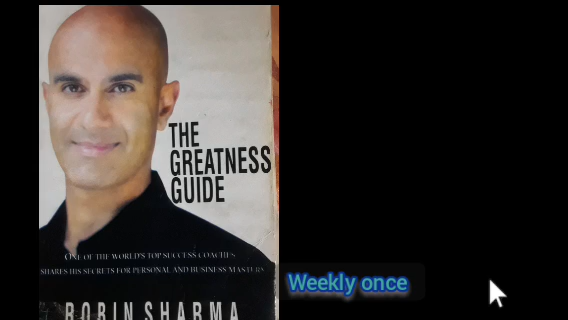 THE
GREATNESS
GUIDE
ONE OF THE WORLD'S TOP SUCCESS COACHES
SHARES HIS SECRETS FOR PERSONAL AND BUSINESS MASTERY
ROBIN SHARMA
Weekly once